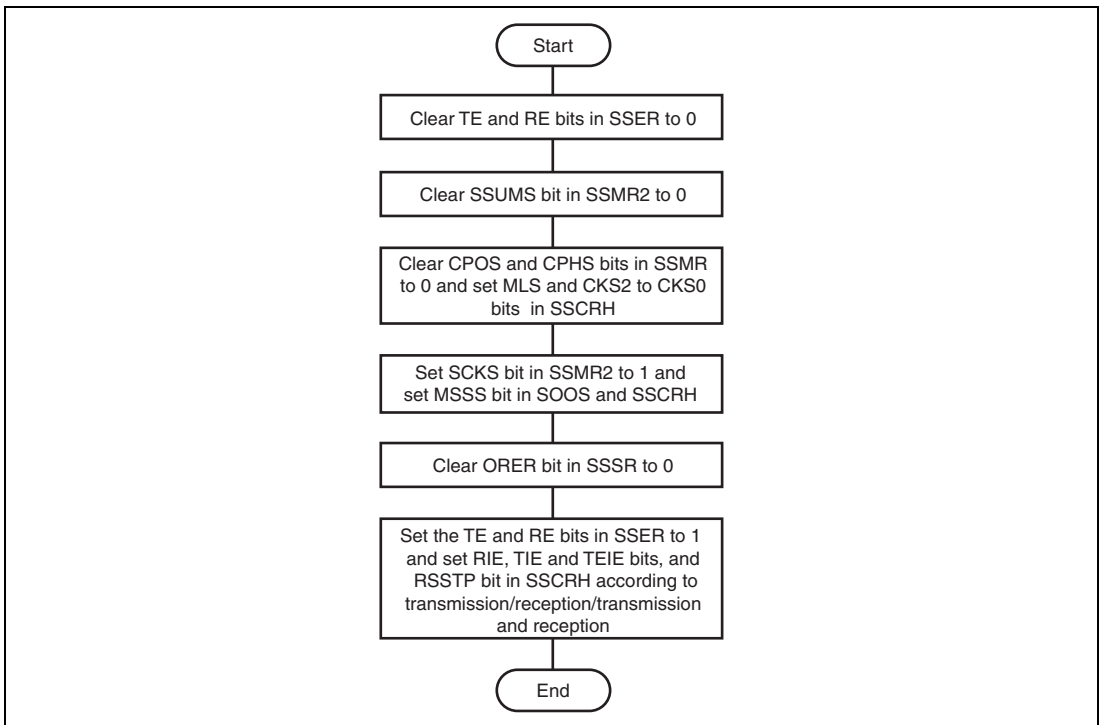 Start
Clear TE and RE bits in SSER to 0
Clear SSUMS bit in SSMR2 to 0
Clear CPOS and CPHS bits in SSMR
to 0 and set MLS and CKS2 to CKS0
bits in SSCRH
Set SCKS bit in SSMR2 to 1 and
set MSSS bit in SOOS and SSCRH
Clear ORER bit in SSSR to 0
Set the TE and RE bits in SSER to 1
and set RIE, TIE and TEIE bits, and
RSSTP bit in SSCRH according to
transmission/reception/transmission
and reception
End